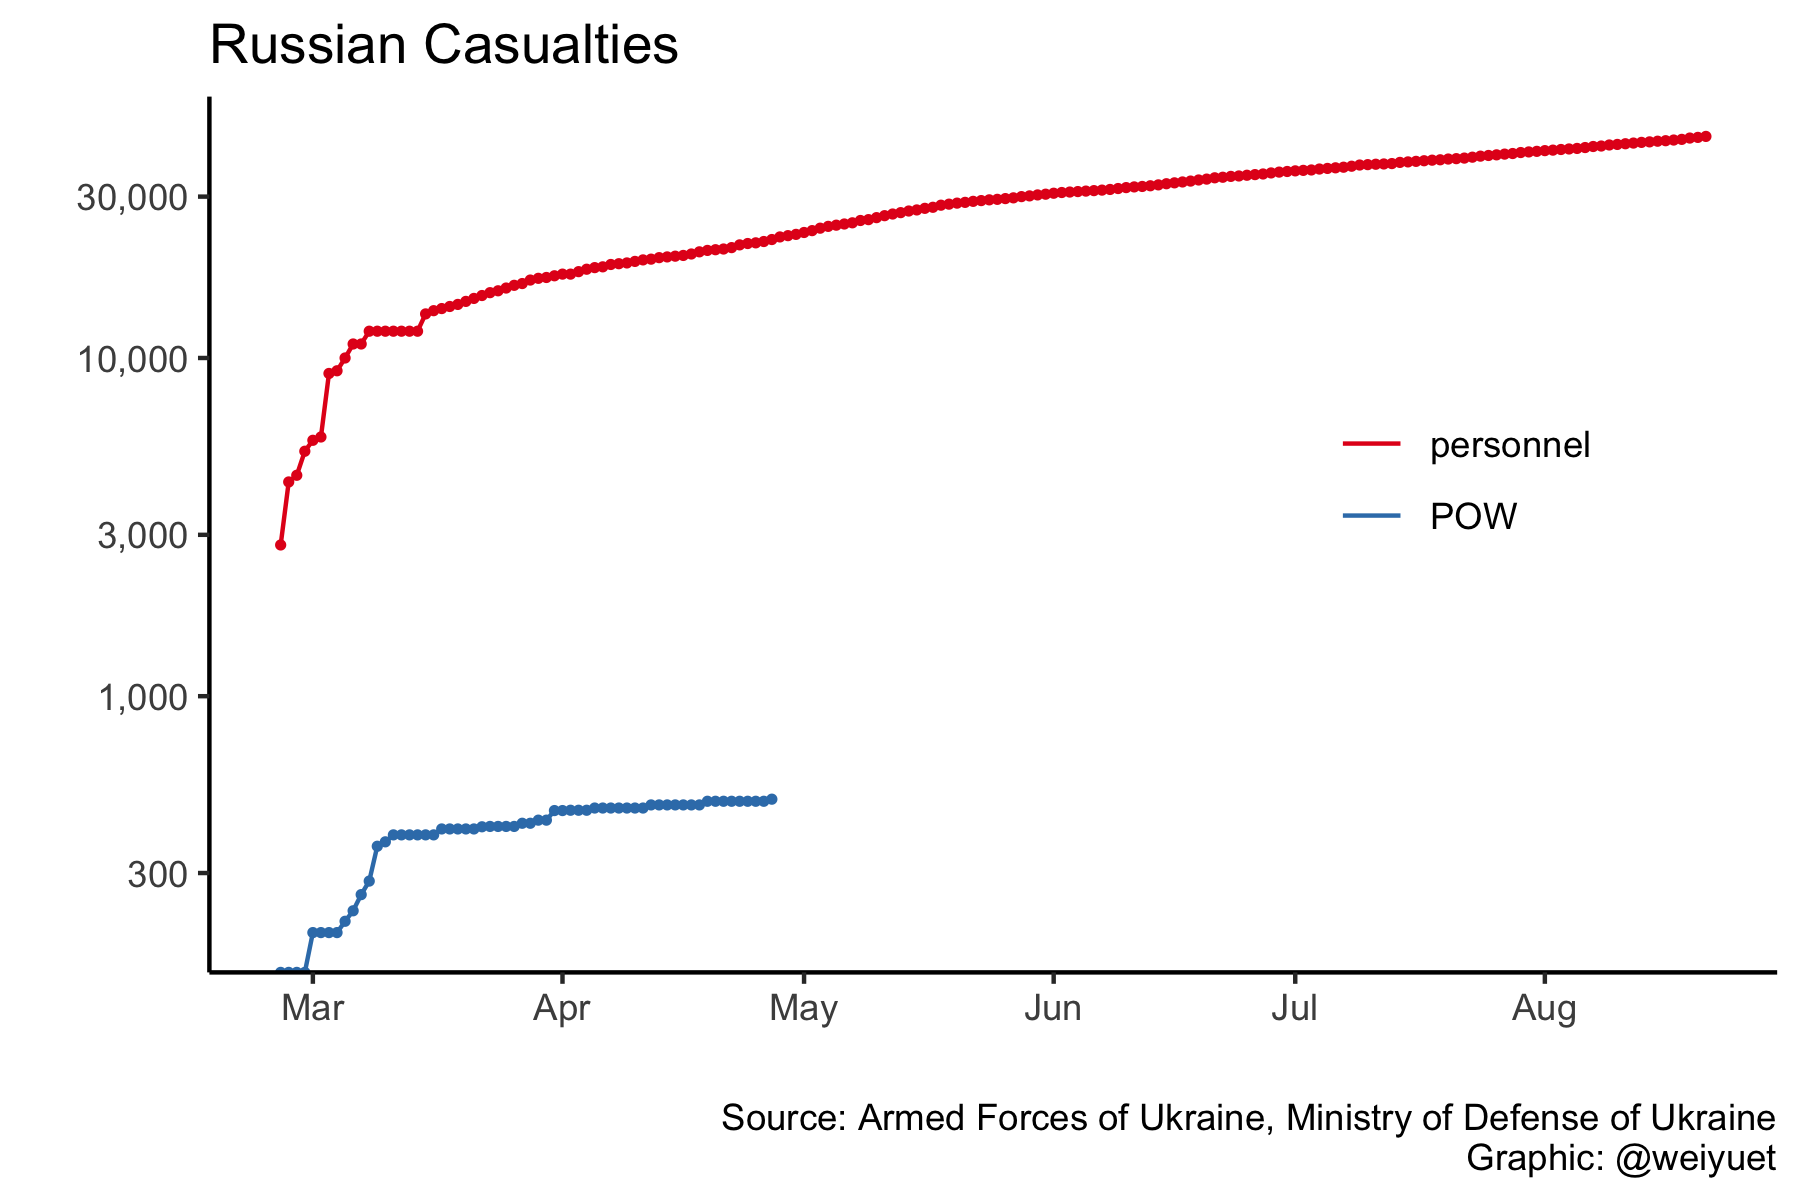 Russian Casualties
30,000
10,000
3,000
1,000
300
personnel
POW
Mar Apr May Jun Jul Aug
Source: Armed Forces of Ukraine, Ministry of Defense of Ukraine
Graphic: @weiyuet